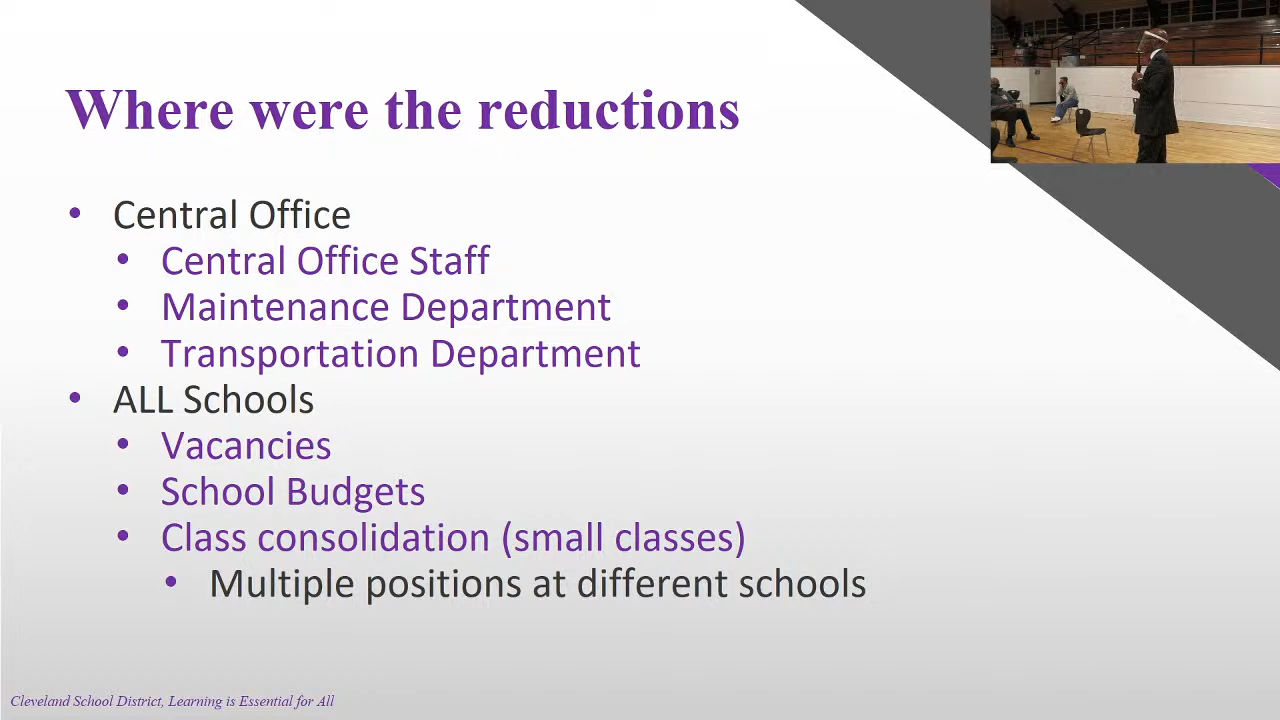 Where were the reductions
• Central Office
• Central Office Staff
• Maintenance Department
• Transportation Department
• ALL Schools
• Vacancies
• School Budgets
• Class consolidation (small classes)
• Multiple positions at different schools
Cleveland School District, Learning is Essential for All